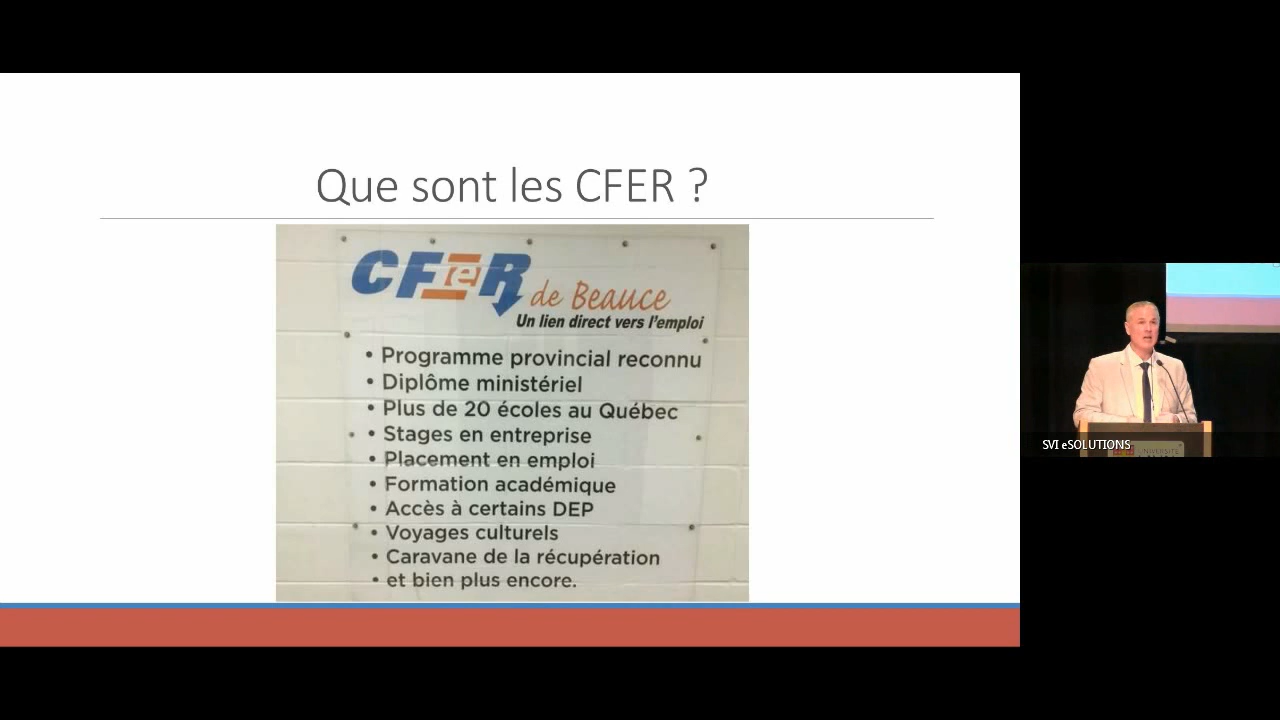 Que sont les CFER ?
CFeR
de Beauce
Un lien direct vers l'emploi
• Programme provincial reconnu
• Diplôme ministériel
• Plus de 20 écoles au Québec
• Stages en entreprise
• Placement en emploi
• Formation académique
• Accès à certains DEP
• Voyages culturels
• Caravane de la récupération
• et bien plus encore.
SVI eSOLUTIONS
UNIVERSITÉ